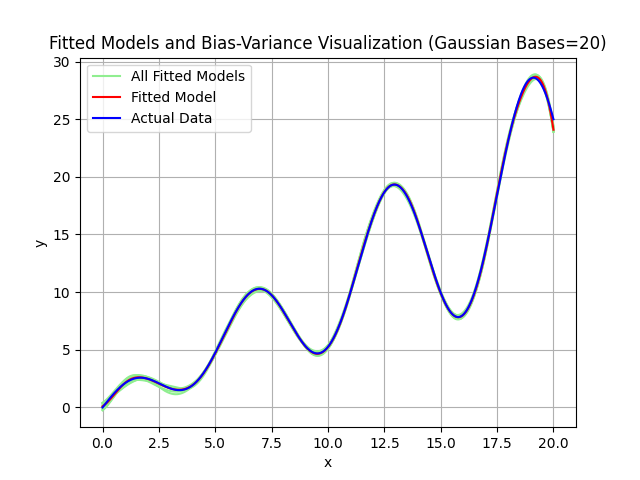 Fitted Models and Bias-Variance Visualization (Gaussian Bases=20)
All Fitted Models
Fitted Model
Actual Data
30
25
20
15
10
5
0
y
0.0 2.5 5.0 7.5 10.0 12.5 15.0 17.5 20.0
x